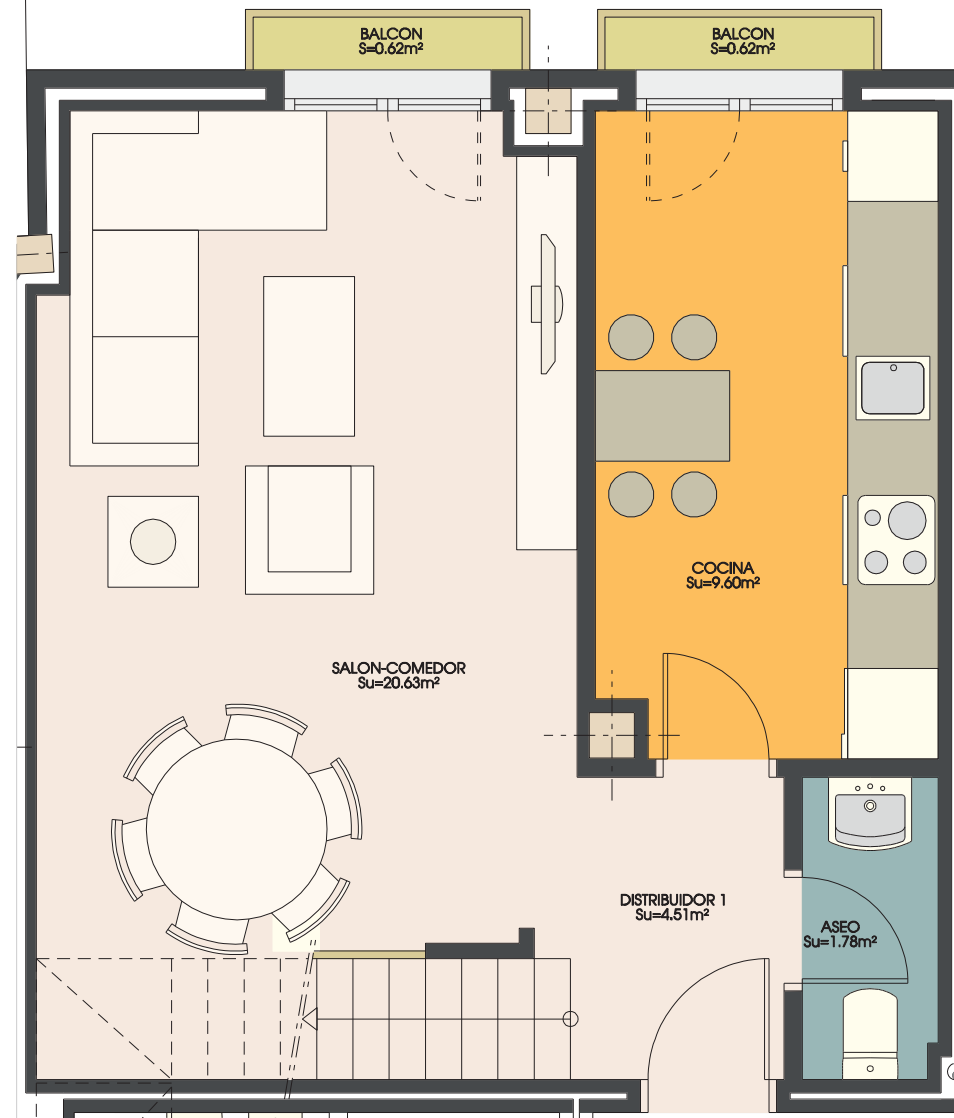 BALCON
S=0.62m²
BALCON
S=0.62m²
COCINA
Su=9.60m²
SALON-COMEDOR
Su=20.63m²
DISTRIBUIDOR 1
Su=4.51m²
ASEO
Su=1.78m²